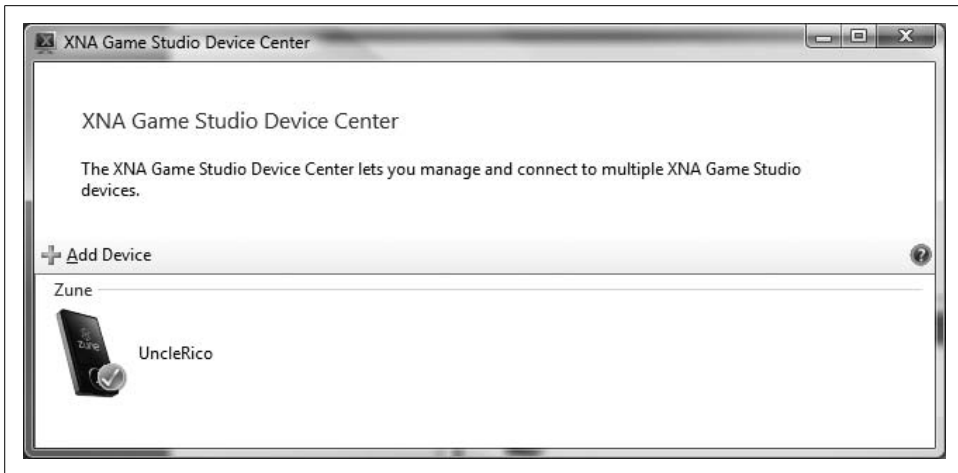 XNA Game Studio Device Center
XNA Game Studio Device Center
The XNA Game Studio Device Center lets you manage and connect to multiple XNA Game Studio
devices.
Add Device
Zune
zune
UncleRico